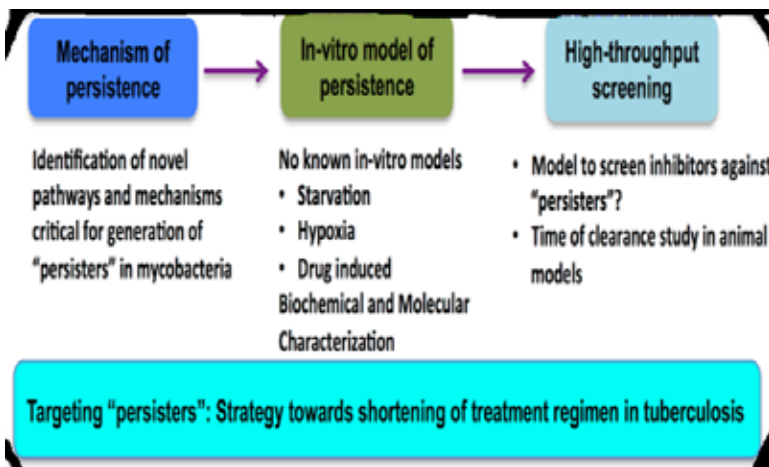 Mechanism of
persistence
In-vitro model of
persistence
High-throughput
screening
Identification of novel
pathways and mechanisms
critical for generation of
“persisters” in mycobacteria
No known in-vitro models
• Starvation
• Hypoxia
• Drug induced
Biochemical and Molecular
Characterization
• Model to screen inhibitors against
“persisters”?
• Time of clearance study in animal
models
Targeting “persisters”: Strategy towards shortening of treatment regimen in tuberculosis